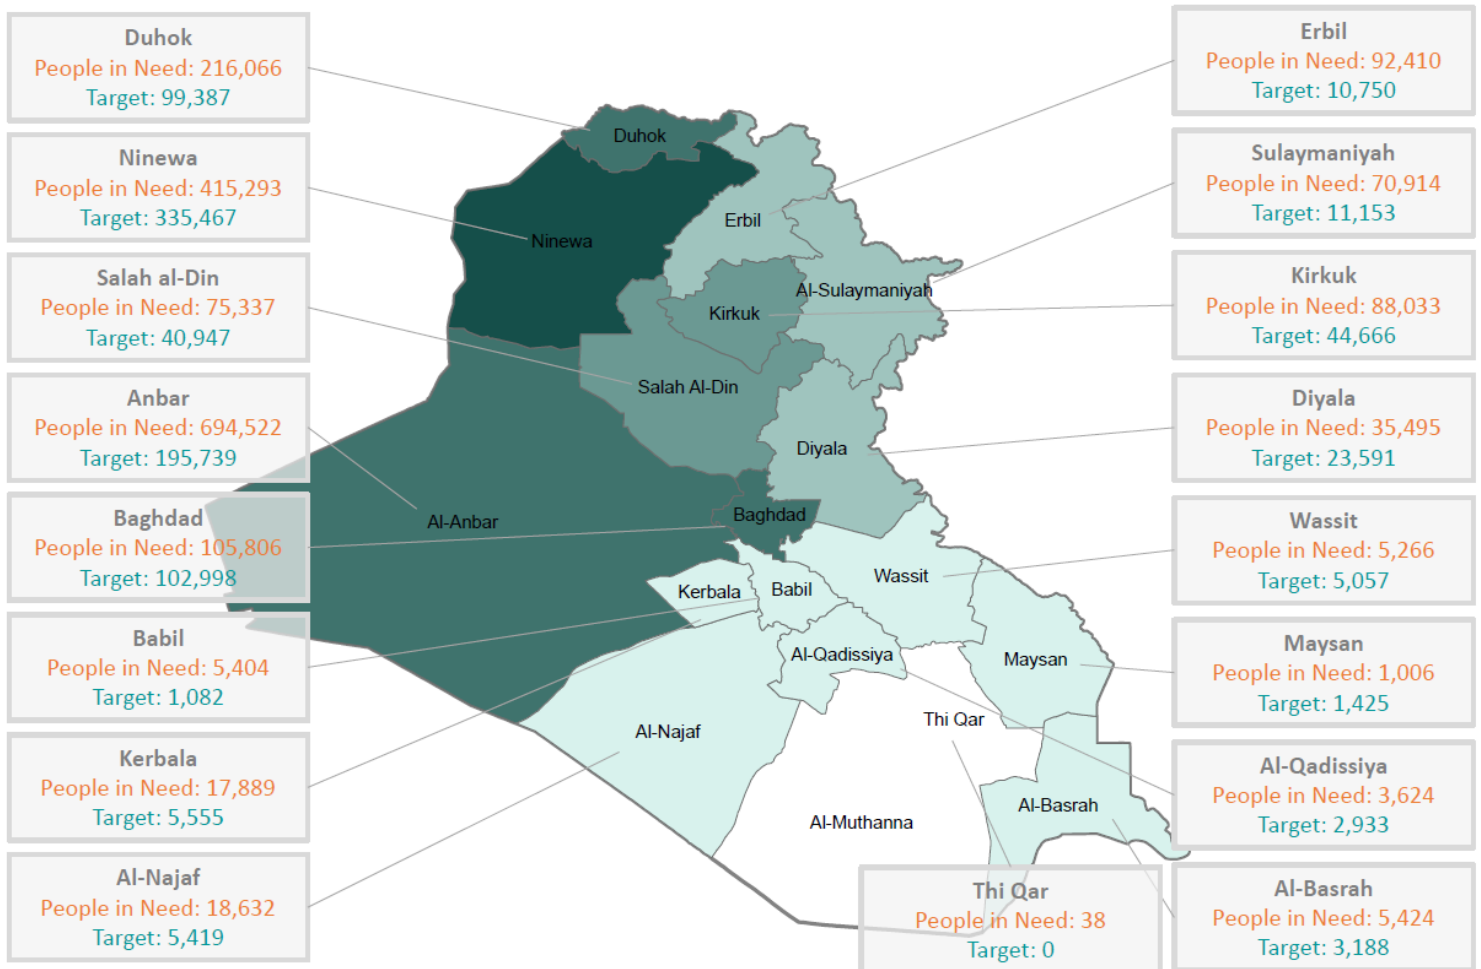 Duhok
People in Need: 216,066
Target: 99,387
Ninewa
People in Need: 415,293
Target: 335,467
Salah al-Din
People in Need: 75,337
Target: 40,947
Anbar
People in Need: 694,522
Target: 195,739
Baghdad
People in Need: 105,806
Target: 102,998
Babil
People in Need: 5,404
Target: 1,082
Kerbala
People in Need: 17,889
Target: 5,555
Al-Najaf
People in Need: 18,632
Target: 5,419
Duhok
Ninewa
Erbil
Al-Sulaymaniyah
Kirkuk
Salah Al-Din
Diyala
Al-Anbar
Baghdad
Kerbala
Babil
Wassit
Al-Qadissiya
Maysan
Al-Najaf
Thi Qar
Al-Muthanna
Al-Basrah
Erbil
People in Need: 92,410
Target: 10,750
Sulaymaniyah
People in Need: 70,914
Target: 11,153
Kirkuk
People in Need: 88,033
Target: 44,666
Diyala
People in Need: 35,495
Target: 23,591
Wassit
People in Need: 5,266
Target: 5,057
Maysan
People in Need: 1,006
Target: 1,425
Al-Qadissiya
People in Need: 3,624
Target: 2,933
Thi Qar
People in Need: 38
Target: 0
Al-Basrah
People in Need: 5,424
Target: 3,188